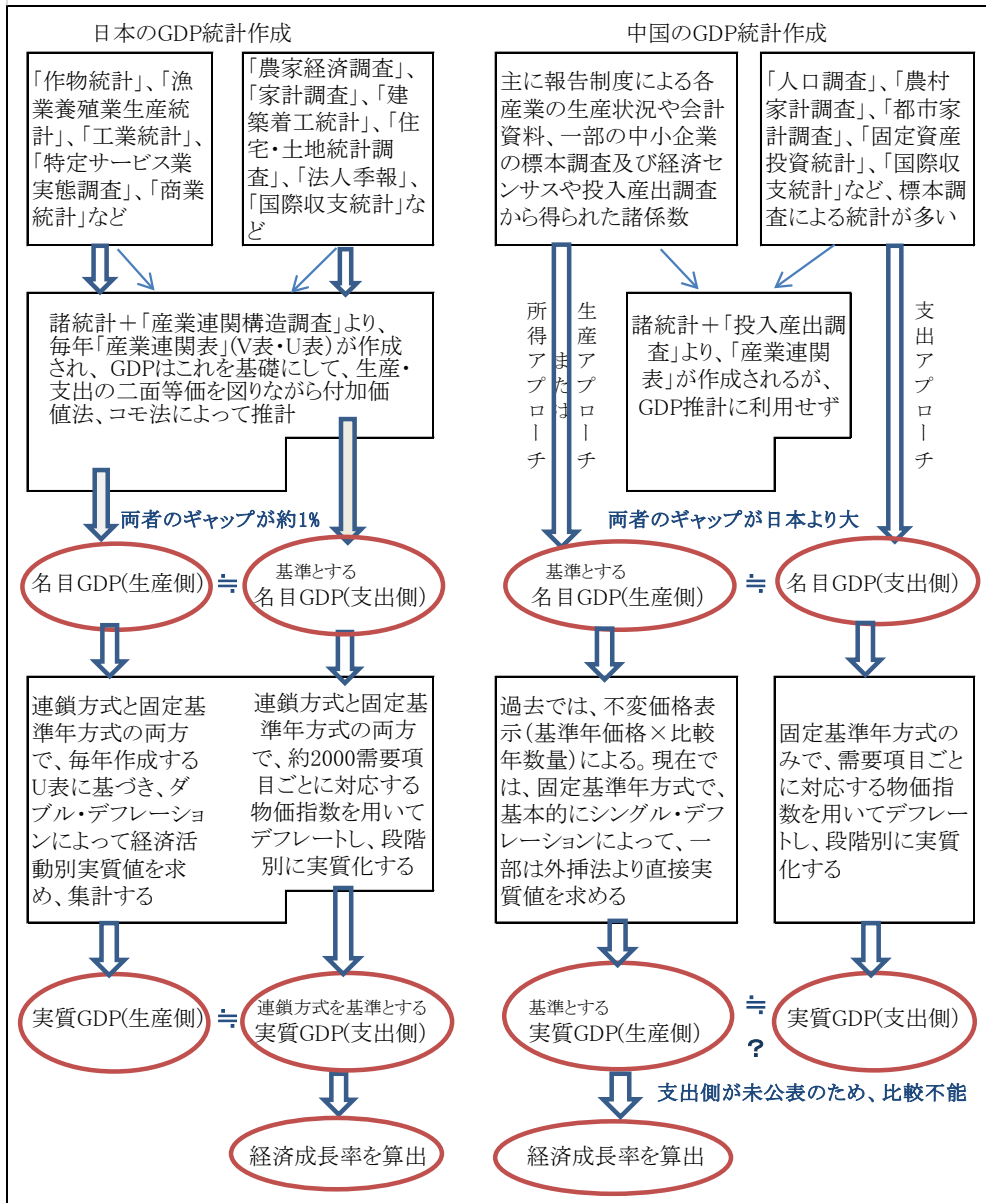 日本のGDP統計作成
「作物統計」、「漁
業養殖業生産統
計」、「工業統計」、
「特定サービス業
実態調査」、「商業
統計」など
「農家経済調査」、
「家計調査」、「建
築着工統計」、「住
宅・土地統計調
査」、「法人季報」、
「国際収支統計」な
ど
諸統計＋「産業連関構造調査」より、
毎年「産業連関表」(V表・U表)が作成
され、GDPはこれを基礎にして、生産・
支出の二面等価を図りながら付加価
値法、コモ法によって推計
両者のギャップが約1%
名目GDP(生産側)
≒
基準とする
名目GDP(支出側)
連鎖方式と固定基
準年方式の両方
で、毎年作成する
U表に基づき、ダ
ブル・デフレーショ
ンによって経済活
動別実質値を求
め、集計する
連鎖方式と固定基
準年方式の両方
で、約2000需要項
目ごとに対応する
物価指数を用いて
デフレートし、段階
別に実質化する
実質GDP(生産側)
≒
連鎖方式を基準とする
実質GDP(支出側)
経済成長率を算出
中国のGDP統計作成
主に報告制度による各
産業の生産状況や会計
資料、一部の中小企業
の標本調査及び経済セ
ンサスや投入産出調査
から得られた諸係数
「人口調査」、「農村
家計調査」、「都市家
計調査」、「固定資産
投資統計」、「国際収
支統計」など、標本調
査による統計が多い
生産アプローチ
または
所得アプローチ
諸統計＋「投入産出調
査」より、「産業連関
表」が作成されるが、
GDP推計に利用せず
支出アプローチ
両者のギャップが日本より大
基準とする
名目GDP(生産側)
≒
名目GDP(支出側)
過去では、不変価格表
示(基準年価格×比較
年数量)による。現在で
は、固定基準年方式で、
基本的にシングル・デフ
レーションによって、一
部は外挿法より直接実
質値を求める
固定基準年方式の
みで、需要項目ごと
に対応する物価指
数を用いてデフレー
トし、段階別に実質
化する
基準とする
実質GDP(生産側)
≒
?
実質GDP(支出側)
支出側が未公表のため、比較不能
経済成長率を算出